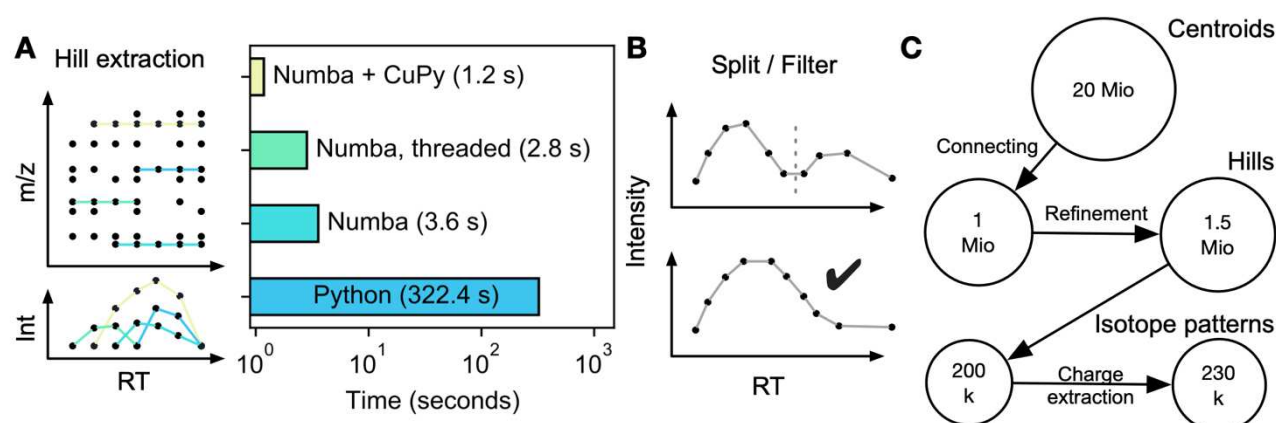 A
Hill extraction
m/z
Int
RT
Numba + CuPy (1.2 s)
Numba, threaded (2.8 s)
Numba (3.6 s)
Python (322.4 s)
10^0
10^1
10^2
10^3
Time (seconds)
B
Split / Filter
Intensity
RT
C
Centroids
20 Mio
Connecting
Hills
1
Mio
Refinement
1.5
Mio
Isotope patterns
200
k
Charge
extraction
230
k